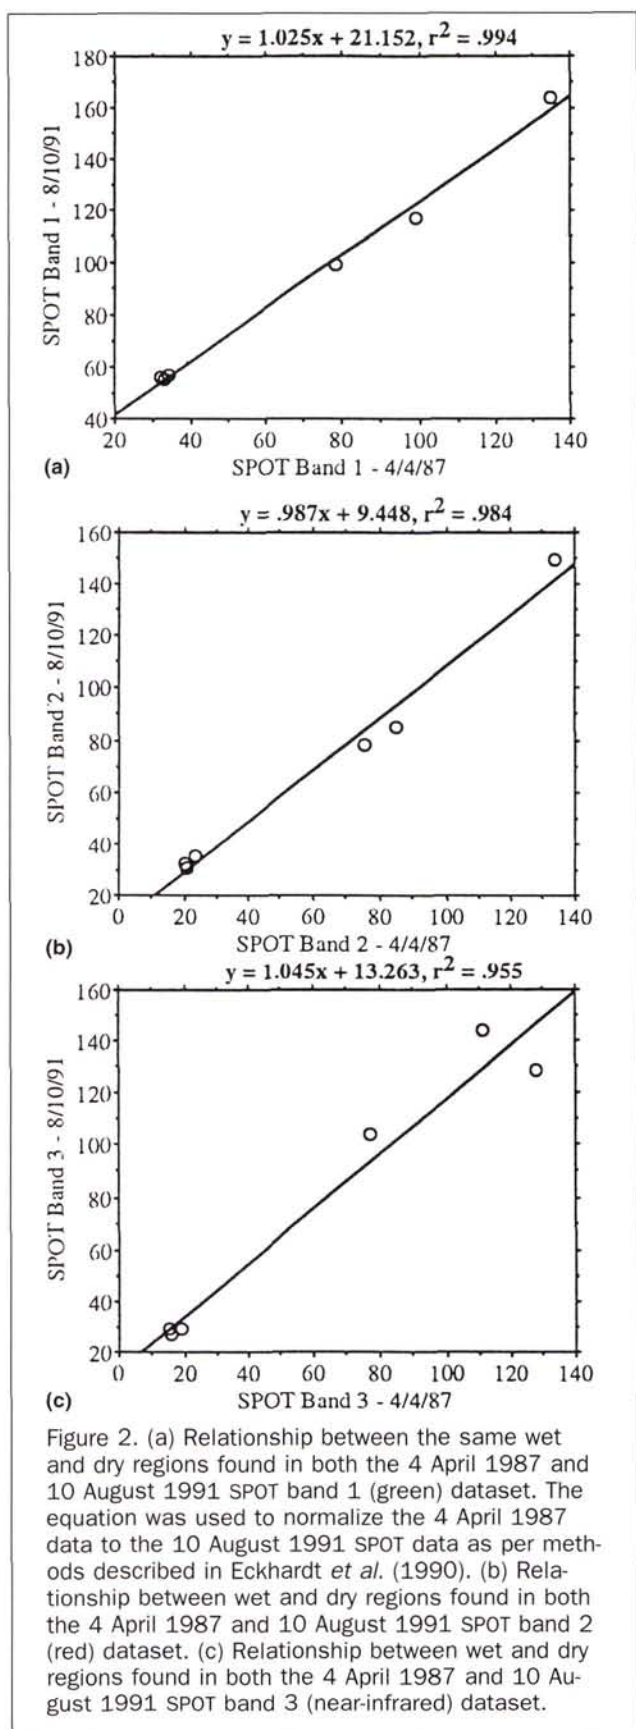 y = 1.025x + 21.152, r² = .994
180
160
140
120
100
80
60
40
SPOT Band 1 - 8/10/91
20 40 60 80 100 120 140
(a) SPOT Band 1 - 4/4/87
y = .987x + 9.448, r² = .984
160
140
120
100
80
60
40
20
SPOT Band 2 - 8/10/91
0 20 40 60 80 100 120 140
(b) SPOT Band 2 - 4/4/87
y = 1.045x + 13.263, r² = .955
160
140
120
100
80
60
40
20
SPOT Band 3 - 8/10/91
0 20 40 60 80 100 120 140
(c) SPOT Band 3 - 4/4/87
Figure 2. (a) Relationship between the same wet
and dry regions found in both the 4 April 1987 and
10 August 1991 SPOT band 1 (green) dataset. The
equation was used to normalize the 4 April 1987
data to the 10 August 1991 SPOT data as per meth-
ods described in Eckhardt et al. (1990). (b) Rela-
tionship between wet and dry regions found in both
the 4 April 1987 and 10 August 1991 SPOT band 2
(red) dataset. (c) Relationship between wet and dry
regions found in both the 4 April 1987 and 10 Au-
gust 1991 SPOT band 3 (near-infrared) dataset.